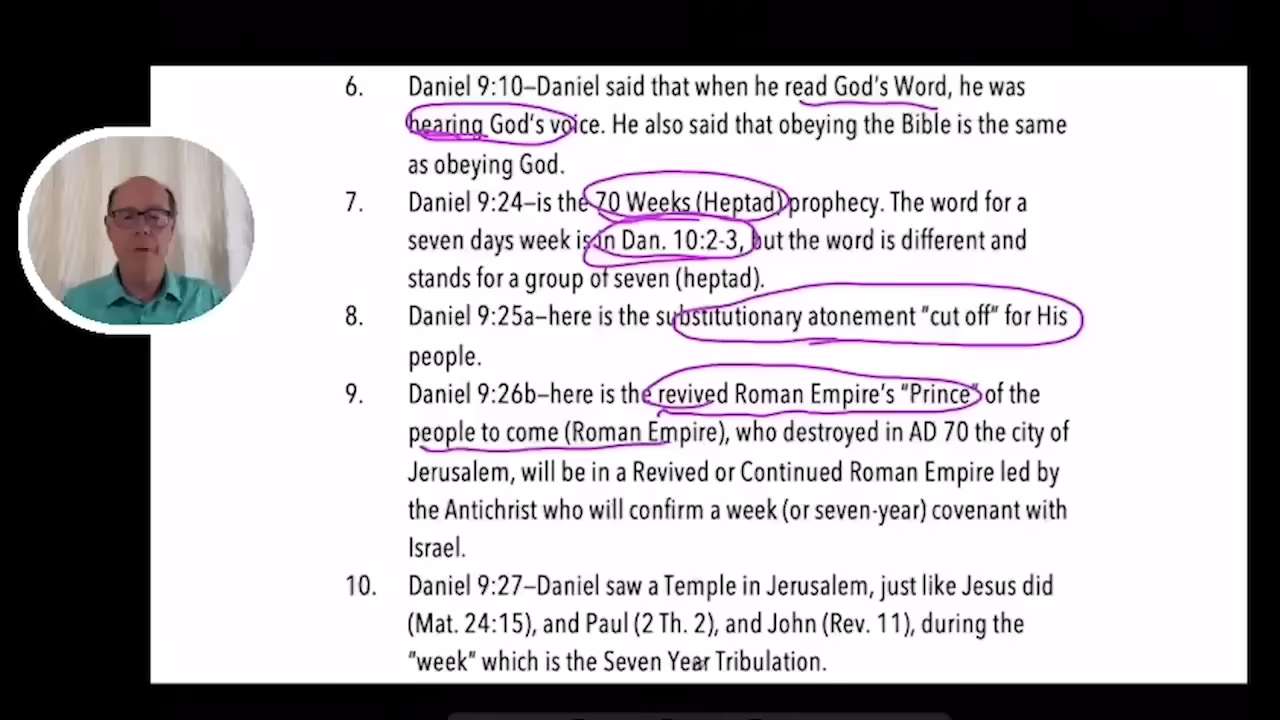 6. Daniel 9:10–Daniel said that when he read God's Word, he was
hearing God's voice. He also said that obeying the Bible is the same
as obeying God.
7. Daniel 9:24–is the 70 Weeks (Heptad) prophecy. The word for a
seven days week is in Dan. 10:2-3, but the word is different and
stands for a group of seven (heptad).
8. Daniel 9:25a–here is the substitutionary atonement "cut off" for His
people.
9. Daniel 9:26b–here is the revived Roman Empire's "Prince" of the
people to come (Roman Empire), who destroyed in AD 70 the city of
Jerusalem, will be in a Revived or Continued Roman Empire led by
the Antichrist who will confirm a week (or seven-year) covenant with
Israel.
10. Daniel 9:27–Daniel saw a Temple in Jerusalem, just like Jesus did
(Mat. 24:15), and Paul (2 Th. 2), and John (Rev. 11), during the
"week" which is the Seven Year Tribulation.